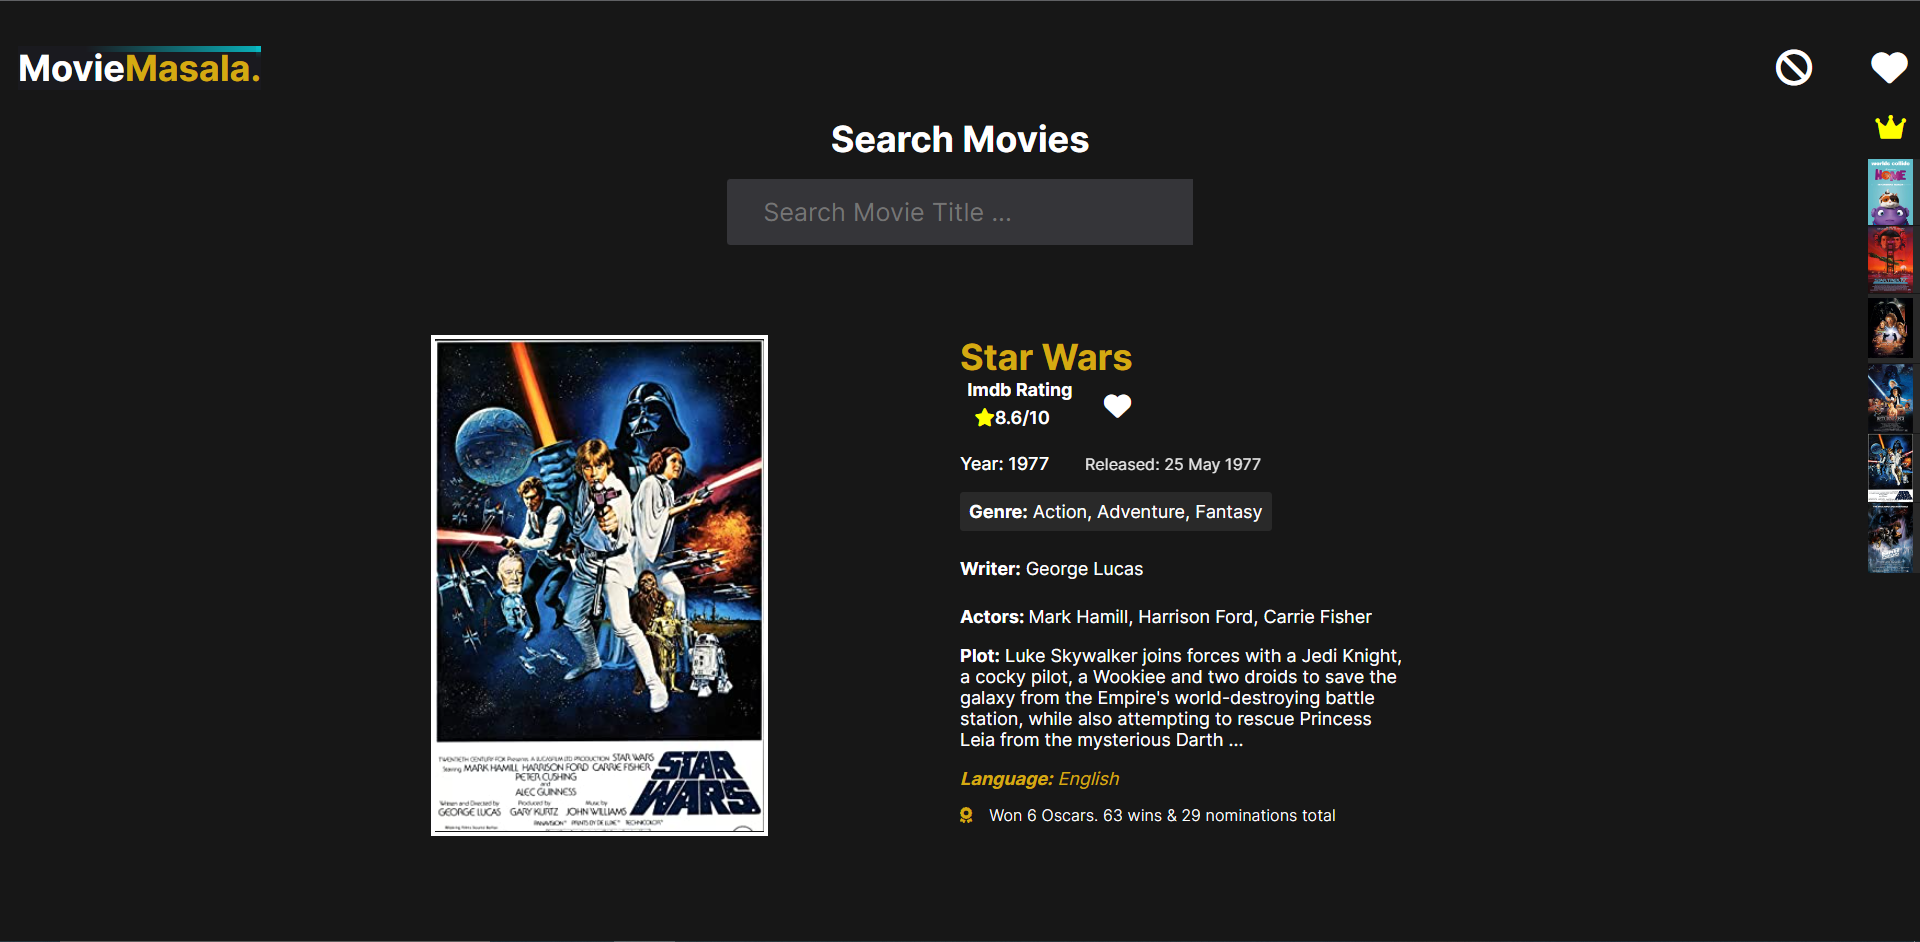 MovieMasala.
Search Movies
Search Movie Title ...
worlds collide
HOME
Star Wars
Imdb Rating
8.6/10
Year: 1977
Released: 25 May 1977
Genre: Action, Adventure, Fantasy
Writer: George Lucas
Actors: Mark Hamill, Harrison Ford, Carrie Fisher
Plot: Luke Skywalker joins forces with a Jedi Knight,
a cocky pilot, a Wookiee and two droids to save the
galaxy from the Empire's world-destroying battle
station, while also attempting to rescue Princess
Leia from the mysterious Darth ...
Language: English
Won 6 Oscars. 63 wins & 29 nominations total
TWENTIETH CENTURY-FOX Presents A LUCASFILM LTD PRODUCTION STAR WARS
Starring MARK HAMILL HARRISON FORD CARRIE FISHER
PETER CUSHING
and
ALEC GUINNESS
Written and Directed by GEORGE LUCAS
Produced by GARY KURTZ
Music by JOHN WILLIAMS
PANAVISION PRINTS BY DE LUXE TECHNICOLOR
STAR
WARS